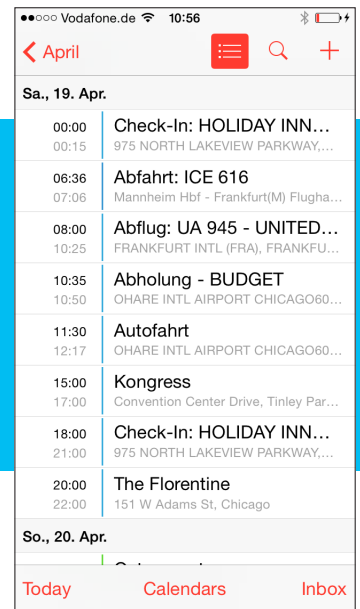 Vodafone.de 10:56
April
Sa., 19. Apr.
00:00 Check-In: HOLIDAY INN…
00:15 975 NORTH LAKEVIEW PARKWAY,…
06:36 Abfahrt: ICE 616
07:06 Mannheim Hbf - Frankfurt(M) Flugha…
08:00 Abflug: UA 945 - UNITED…
10:25 FRANKFURT INTL (FRA), FRANKFU…
10:35 Abholung - BUDGET
10:50 OHARE INTL AIRPORT CHICAGO60…
11:30 Autofahrt
12:17 OHARE INTL AIRPORT CHICAGO60…
15:00 Kongress
17:00 Convention Center Drive, Tinley Par…
18:00 Check-In: HOLIDAY INN…
21:00 975 NORTH LAKEVIEW PARKWAY,…
20:00 The Florentine
22:00 151 W Adams St, Chicago
So., 20. Apr.
Today Calendars Inbox